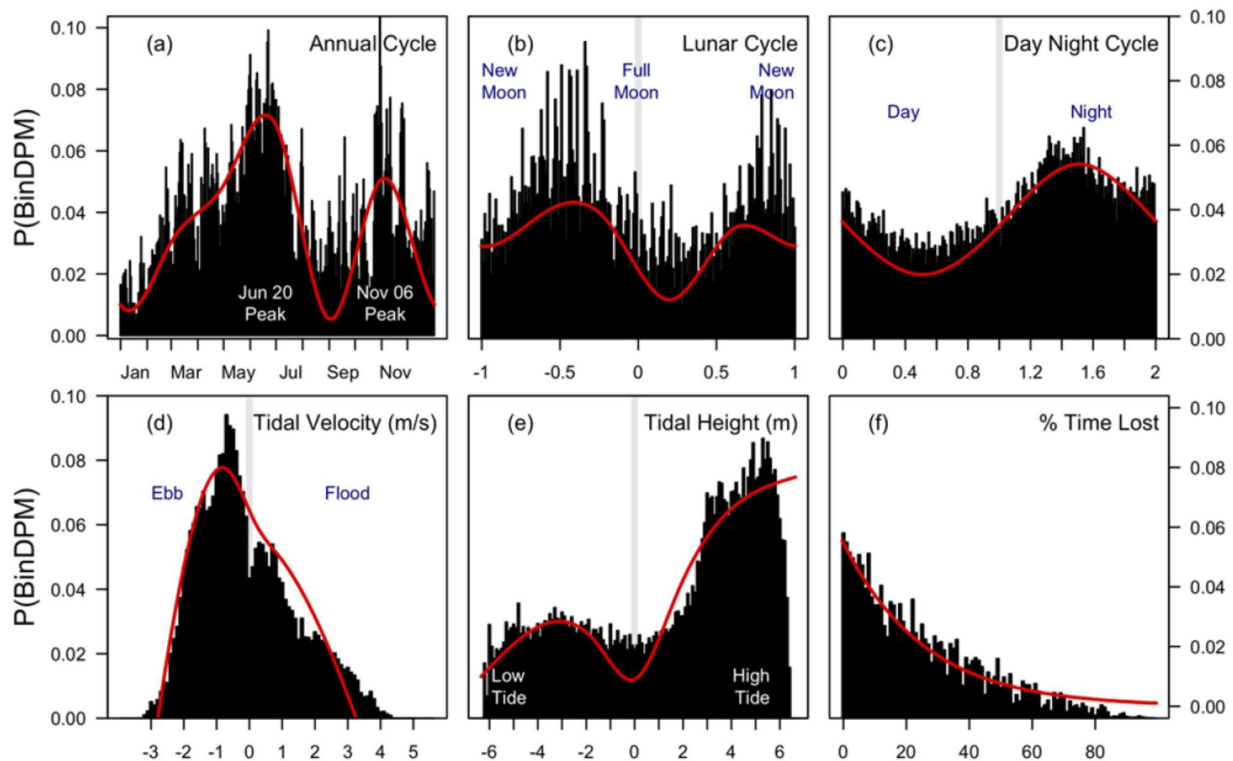 (a) Annual Cycle
(b) Lunar Cycle
(c) Day Night Cycle
New Moon
Full Moon
New Moon
Day
Night
P(BinDPM)
0.10
0.08
0.06
0.04
0.02
0.00
Jun 20
Peak
Nov 06
Peak
Jan Mar May Jul Sep Nov
-1 -0.5 0 0.5 1
0 0.4 0.8 1.2 1.6 2
0.10
0.08
0.06
0.04
0.02
0.00
(d) Tidal Velocity (m/s)
(e) Tidal Height (m)
(f) % Time Lost
Ebb
Flood
P(BinDPM)
0.10
0.08
0.06
0.04
0.02
0.00
Low
Tide
High
Tide
-3 -2 -1 0 1 2 3 4 5
-6 -4 -2 0 2 4 6
0 20 40 60 80
0.10
0.08
0.06
0.04
0.02
0.00